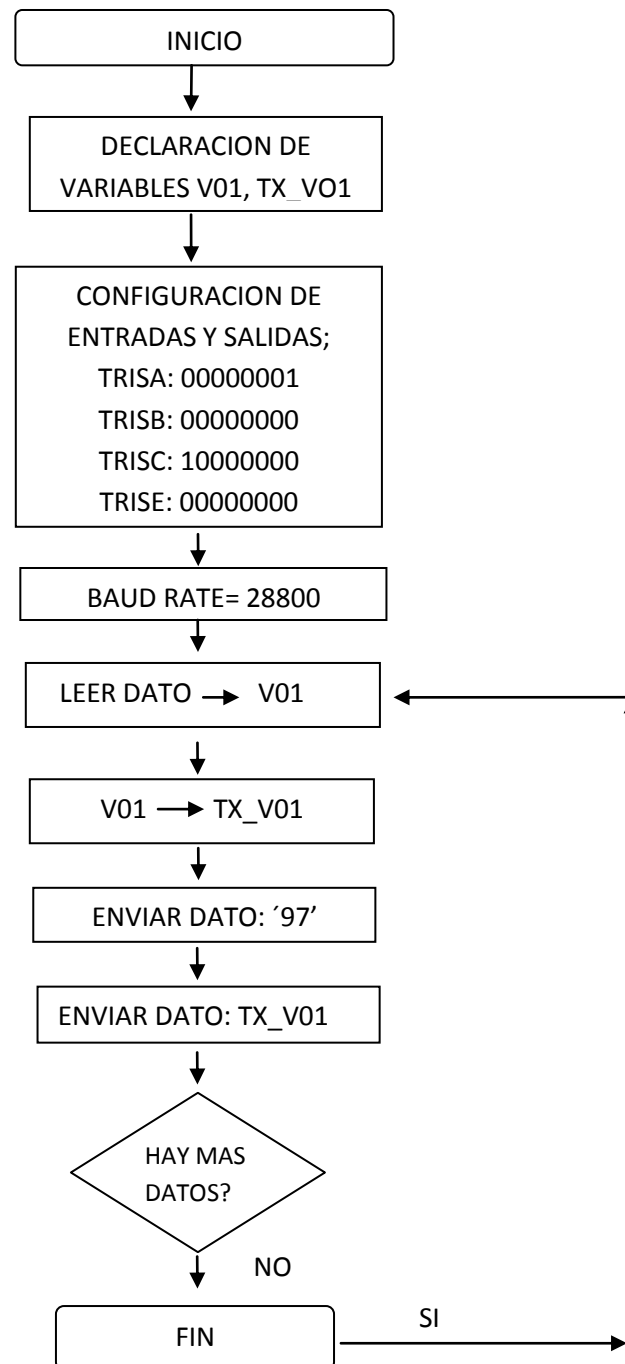 INICIO
DECLARACION DE
VARIABLES V01, TX_VO1
CONFIGURACION DE
ENTRADAS Y SALIDAS;
TRISA: 00000001
TRISB: 00000000
TRISC: 10000000
TRISE: 00000000
BAUD RATE= 28800
LEER DATO V01
V01 TX_V01
ENVIAR DATO: ´97’
ENVIAR DATO: TX_V01
HAY MAS
DATOS?
NO
SI
FIN